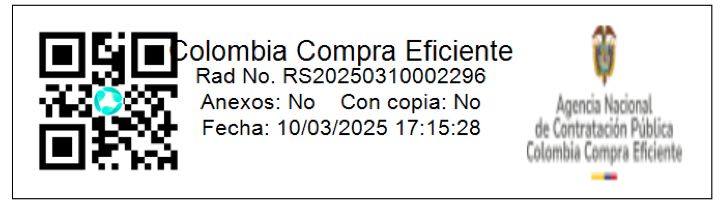 Colombia Compra Eficiente
Rad No. RS20250310002296
Anexos: No Con copia: No
Fecha: 10/03/2025 17:15:28
Agencia Nacional
de Contratación Pública
Colombia Compra Eficiente